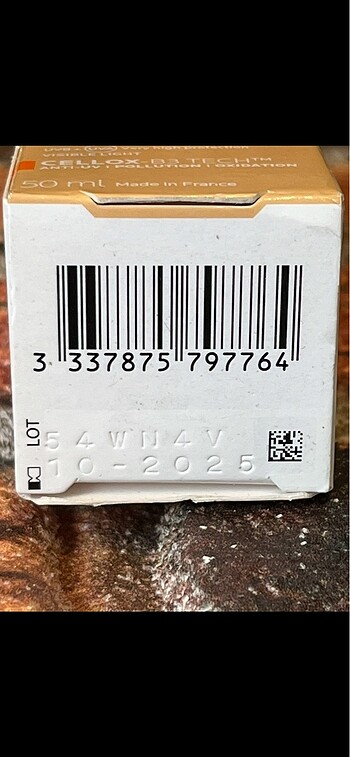 VISIBLE LIGHT
CELLOX-B3 TECH™
ANTI-UV I POLLUTION I OXIDATION
50 ml Made in France
3 337875 797764
LOT
54WN4V
10-2025